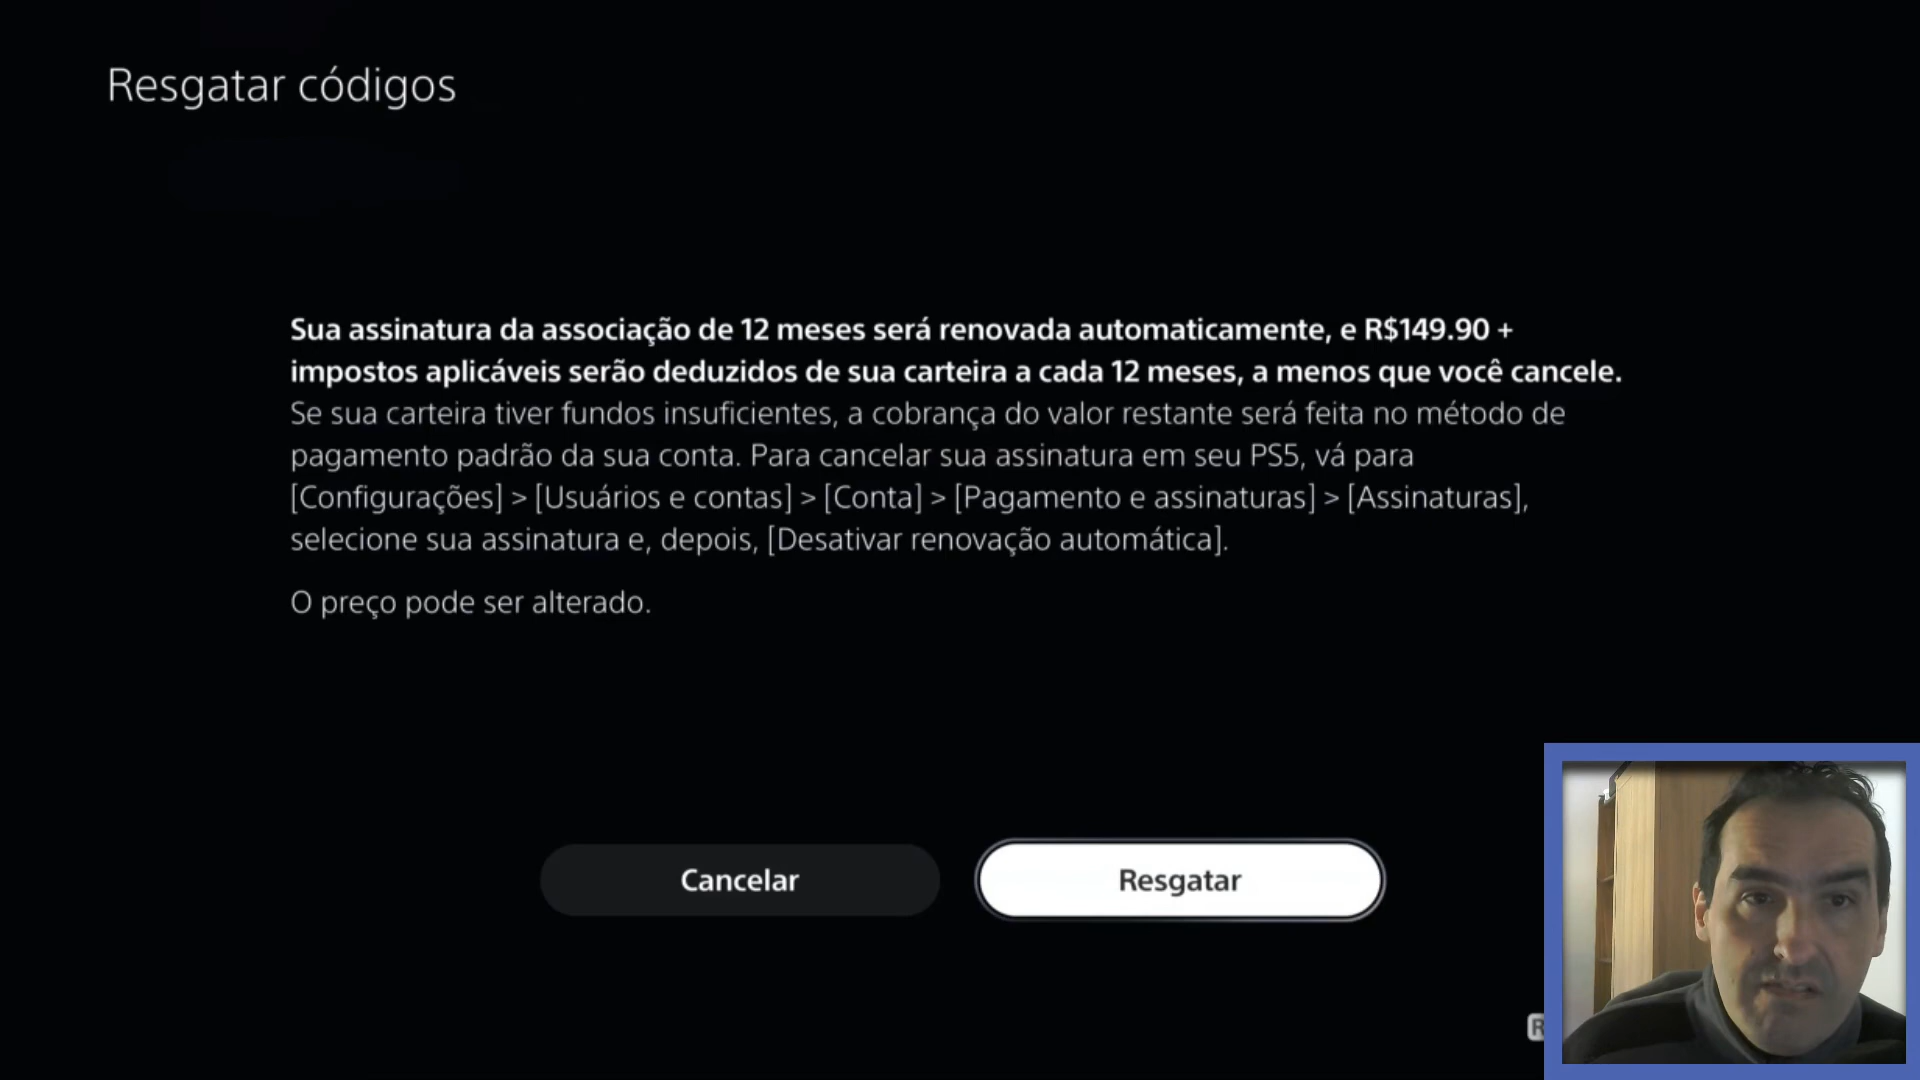 Resgatar códigos
Sua assinatura da associação de 12 meses será renovada automaticamente, e R$149.90 +
impostos aplicáveis serão deduzidos de sua carteira a cada 12 meses, a menos que você cancele.
Se sua carteira tiver fundos insuficientes, a cobrança do valor restante será feita no método de
pagamento padrão da sua conta. Para cancelar sua assinatura em seu PS5, vá para
[Configurações] > [Usuários e contas] > [Conta] > [Pagamento e assinaturas] > [Assinaturas],
selecione sua assinatura e, depois, [Desativar renovação automática].
O preço pode ser alterado.
Cancelar
Resgatar